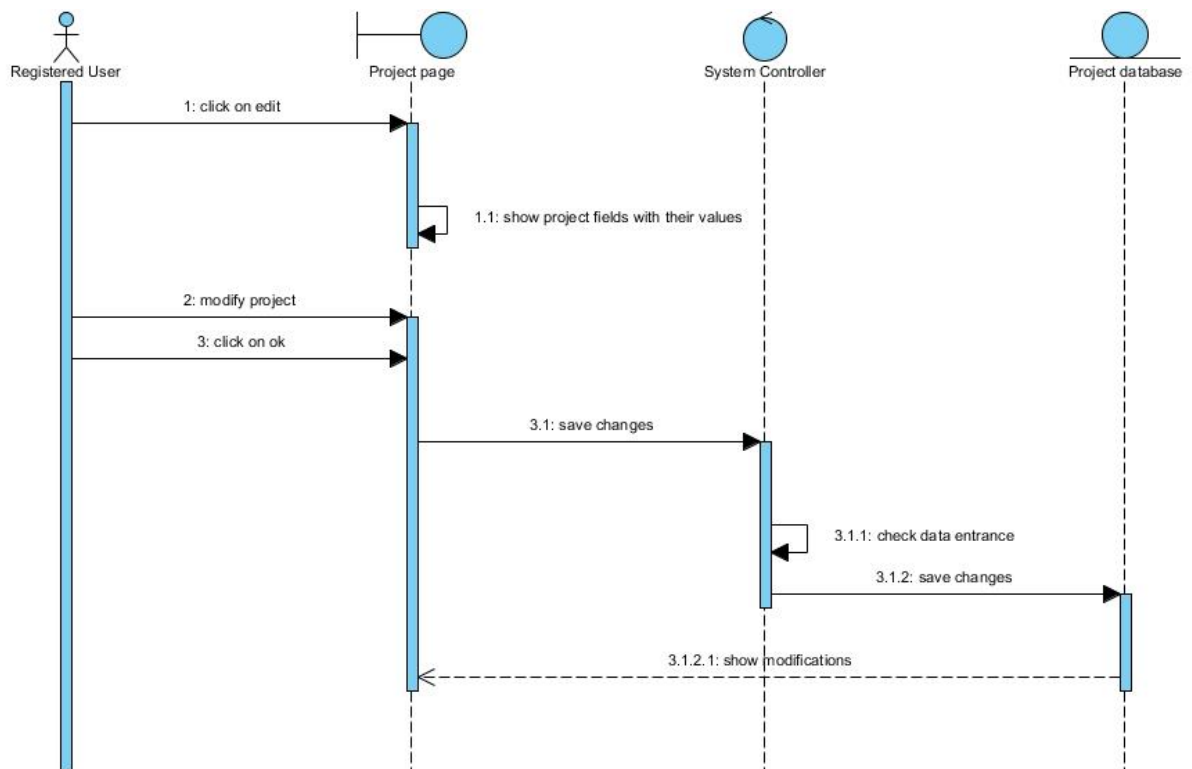 Registered User
Project page
System Controller
Project database
1: click on edit
1.1: show project fields with their values
2: modify project
3: click on ok
3.1: save changes
3.1.1: check data entrance
3.1.2: save changes
3.1.2.1: show modifications